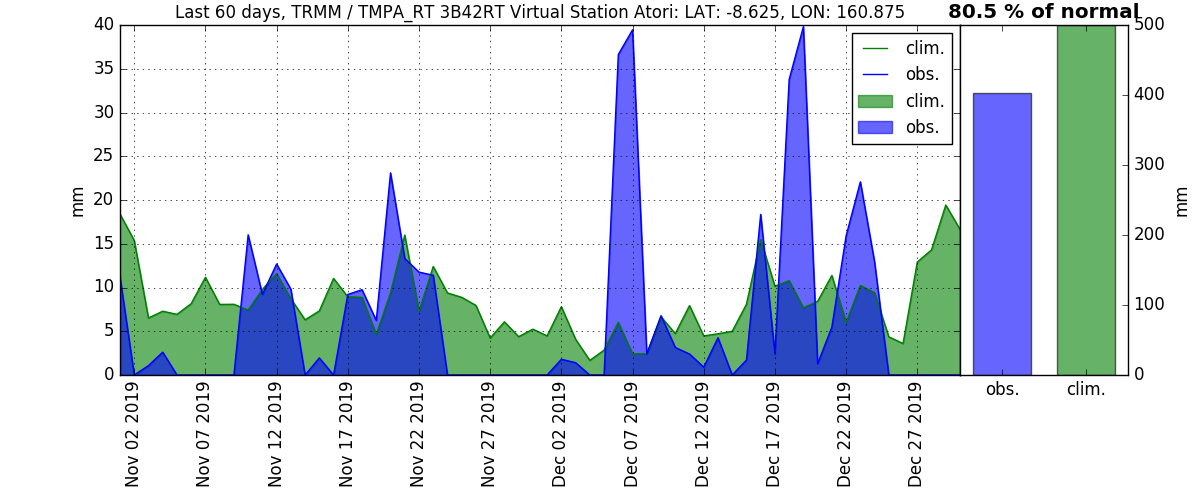 Last 60 days, TRMM / TMPA_RT 3B42RT Virtual Station Atori: LAT: -8.625, LON: 160.875
80.5 % of normal
40
35
30
25
20
15
10
5
0
mm
clim.
obs.
clim.
obs.
500
400
300
200
100
0
mm
obs.
clim.
Nov 02 2019
Nov 07 2019
Nov 12 2019
Nov 17 2019
Nov 22 2019
Nov 27 2019
Dec 02 2019
Dec 07 2019
Dec 12 2019
Dec 17 2019
Dec 22 2019
Dec 27 2019